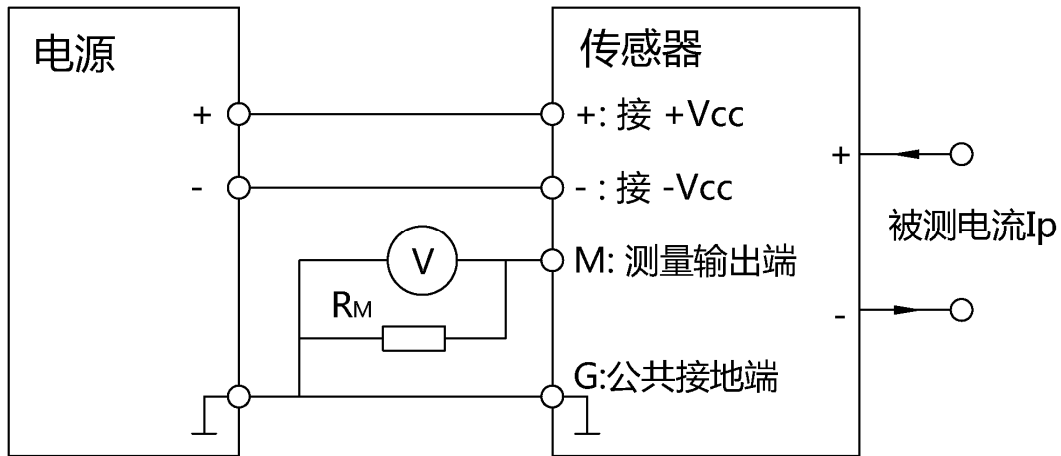 电源
传感器
+
+: 接 +Vcc
+
-
- : 接 -Vcc
被测电流Ip
V
M: 测量输出端
RM
-
G:公共接地端